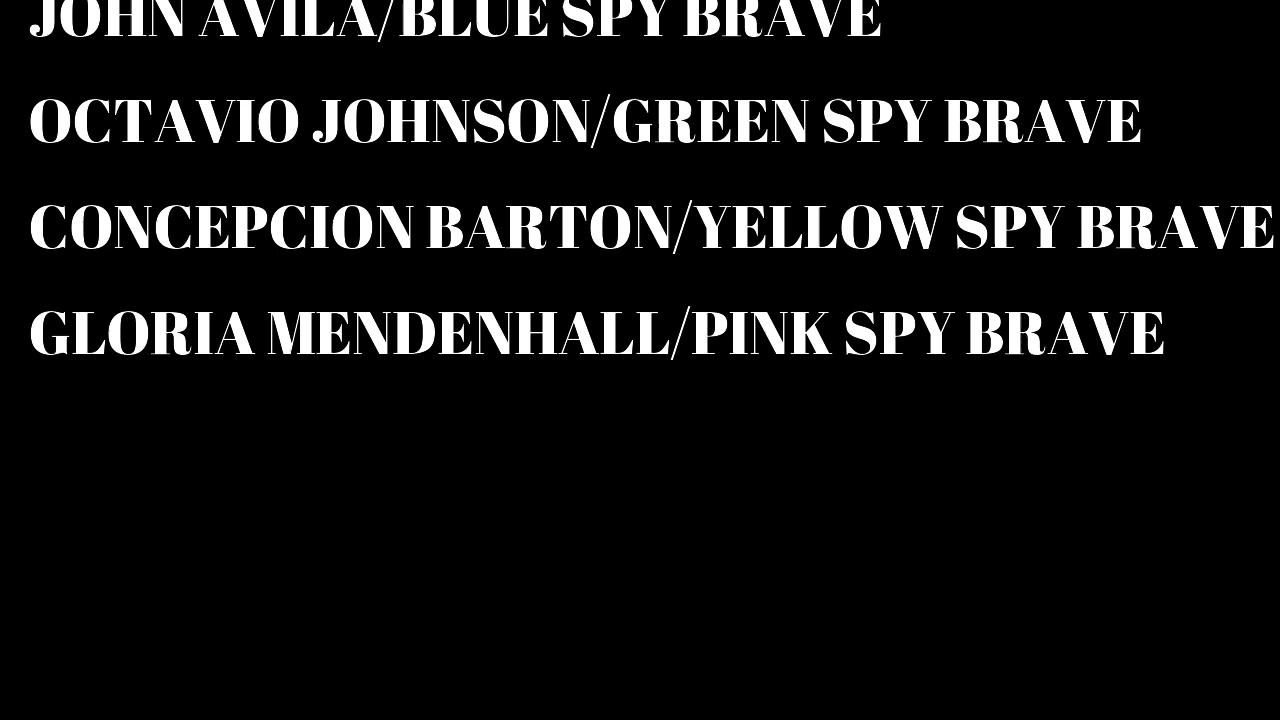 JOHN AVILA/BLUE SPY BRAVE
OCTAVIO JOHNSON/GREEN SPY BRAVE
CONCEPCION BARTON/YELLOW SPY BRAVE
GLORIA MENDENHALL/PINK SPY BRAVE